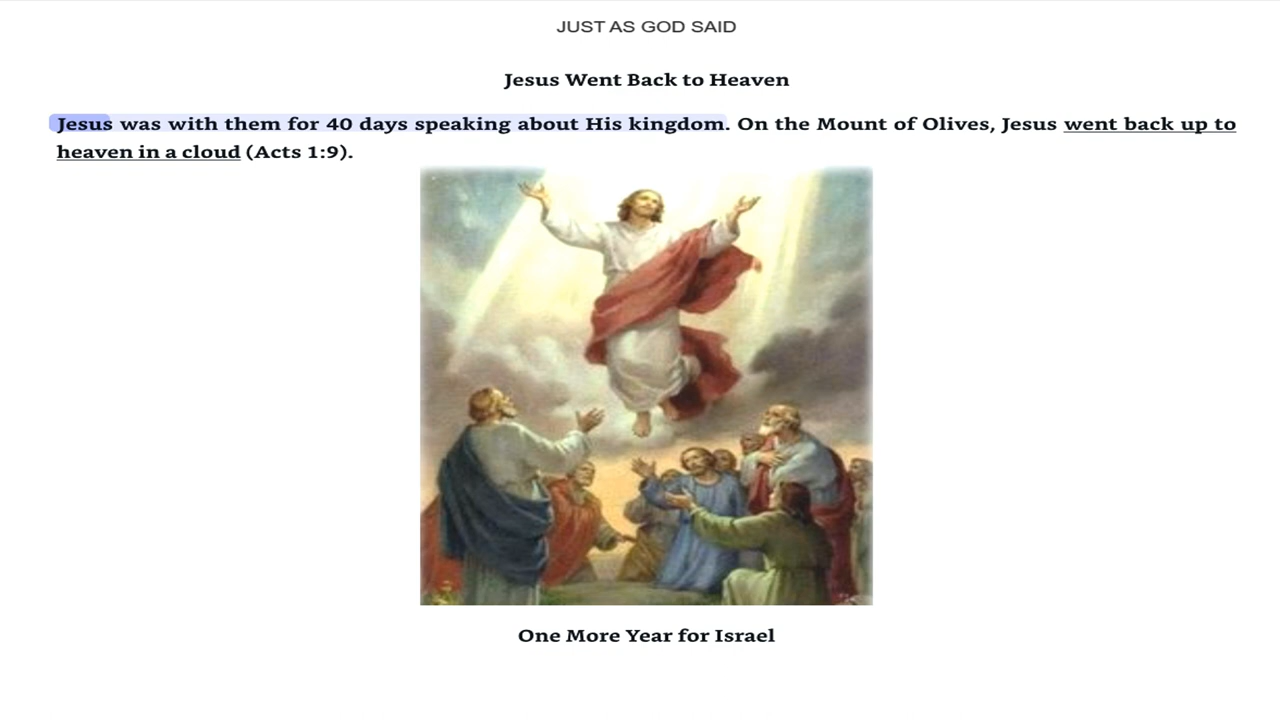 JUST AS GOD SAID
Jesus Went Back to Heaven
Jesus was with them for 40 days speaking about His kingdom. On the Mount of Olives, Jesus went back up to
heaven in a cloud (Acts 1:9).
One More Year for Israel